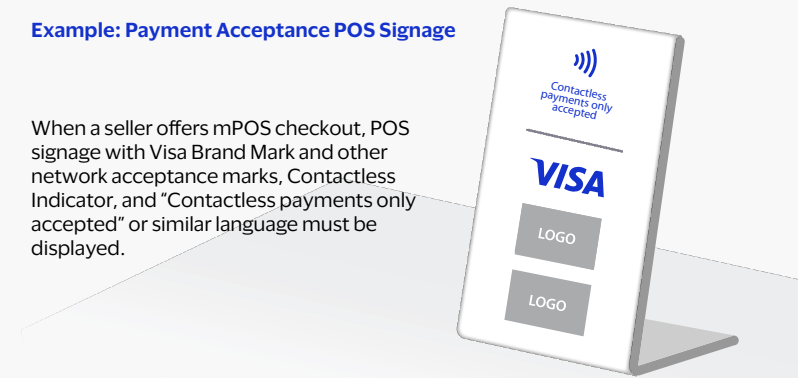 Example: Payment Acceptance POS Signage
When a seller offers mPOS checkout, POS
signage with Visa Brand Mark and other
network acceptance marks, Contactless
Indicator, and “Contactless payments only
accepted” or similar language must be
displayed.
Contactless
payments only
accepted
VISA
LOGO
LOGO